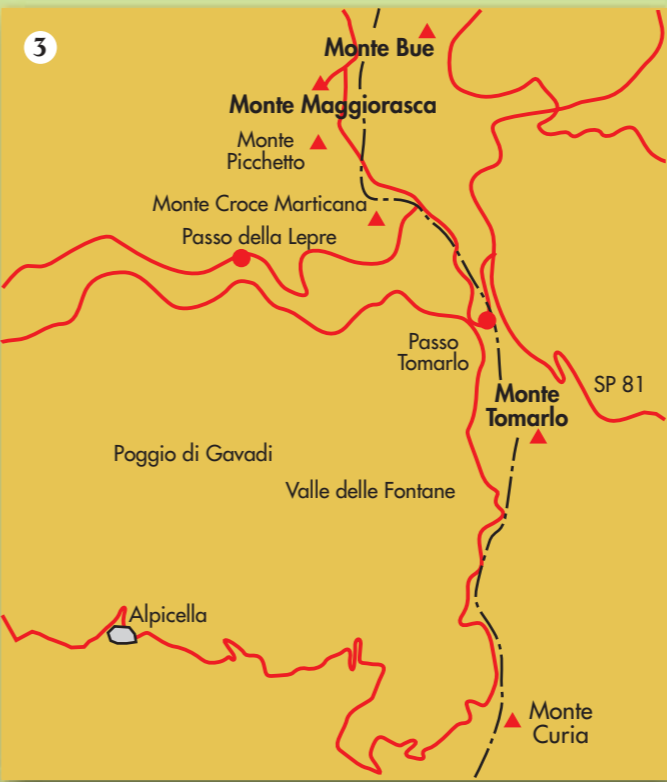 3
Monte Bue
Monte Maggiorasca
Monte
Picchetto
Monte Croce Marticana
Passo della Lepre
Passo
Tomarlo
SP 81
Monte
Tomarlo
Poggio di Gavadi
Valle delle Fontane
Alpicella
Monte
Curia